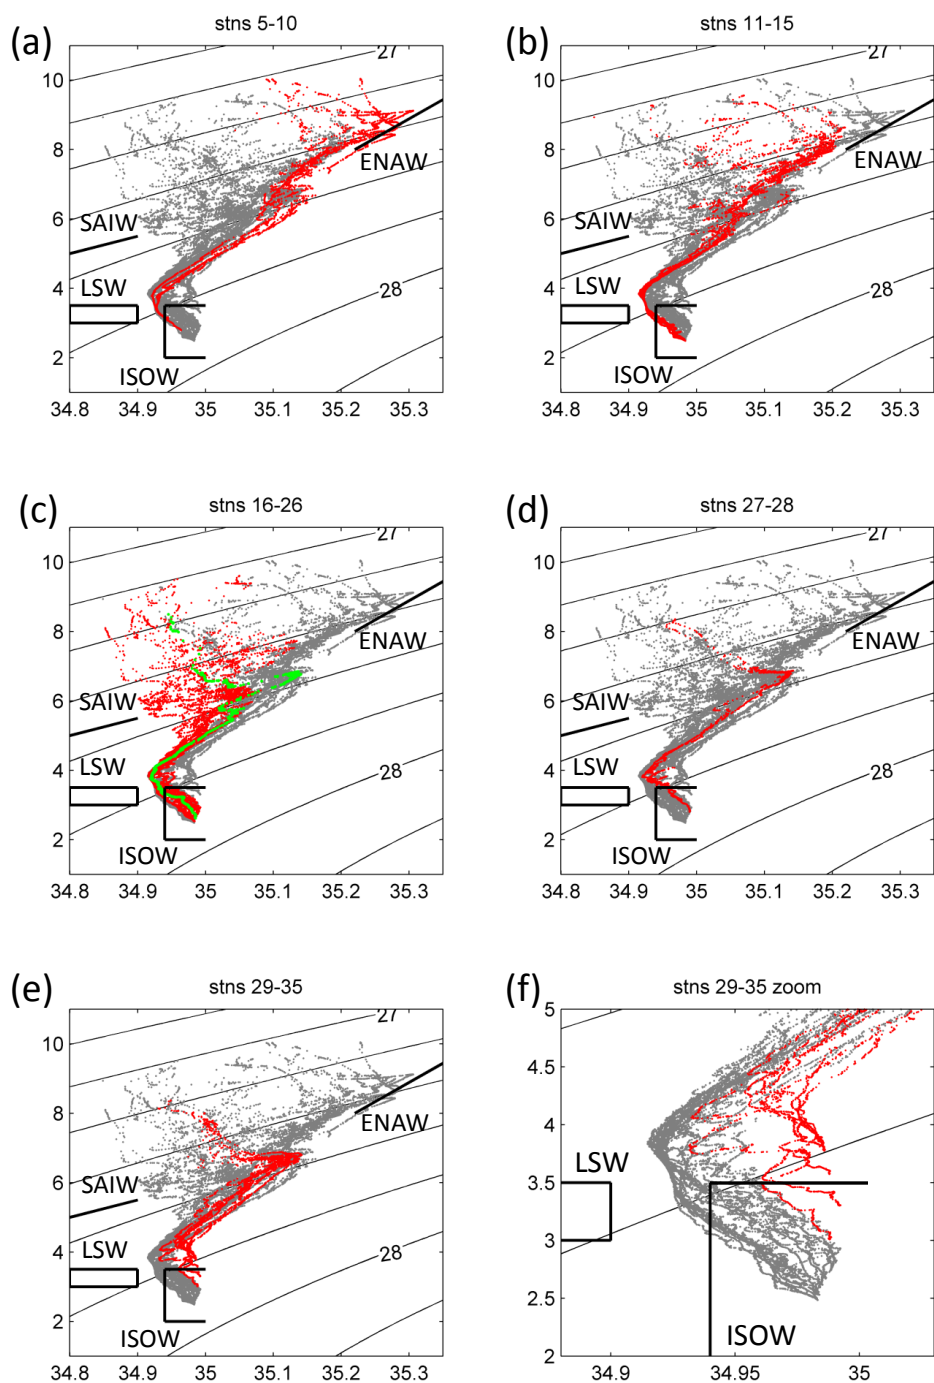 (a)
stns 5-10
27
10
8
ENAW
6
SAIW
4
LSW
28
2
ISOW
34.8 34.9 35 35.1 35.2 35.3
(b)
stns 11-15
27
10
8
ENAW
6
SAIW
4
LSW
28
2
ISOW
34.8 34.9 35 35.1 35.2 35.3
(c)
stns 16-26
27
10
8
ENAW
6
SAIW
4
LSW
28
2
ISOW
34.8 34.9 35 35.1 35.2 35.3
(d)
stns 27-28
27
10
8
ENAW
6
SAIW
4
LSW
28
2
ISOW
34.8 34.9 35 35.1 35.2 35.3
(e)
stns 29-35
27
10
8
ENAW
6
SAIW
4
LSW
28
2
ISOW
34.8 34.9 35 35.1 35.2 35.3
(f)
stns 29-35 zoom
5
4.5
4
LSW
3.5
3
2.5
ISOW
2
34.9 34.95 35